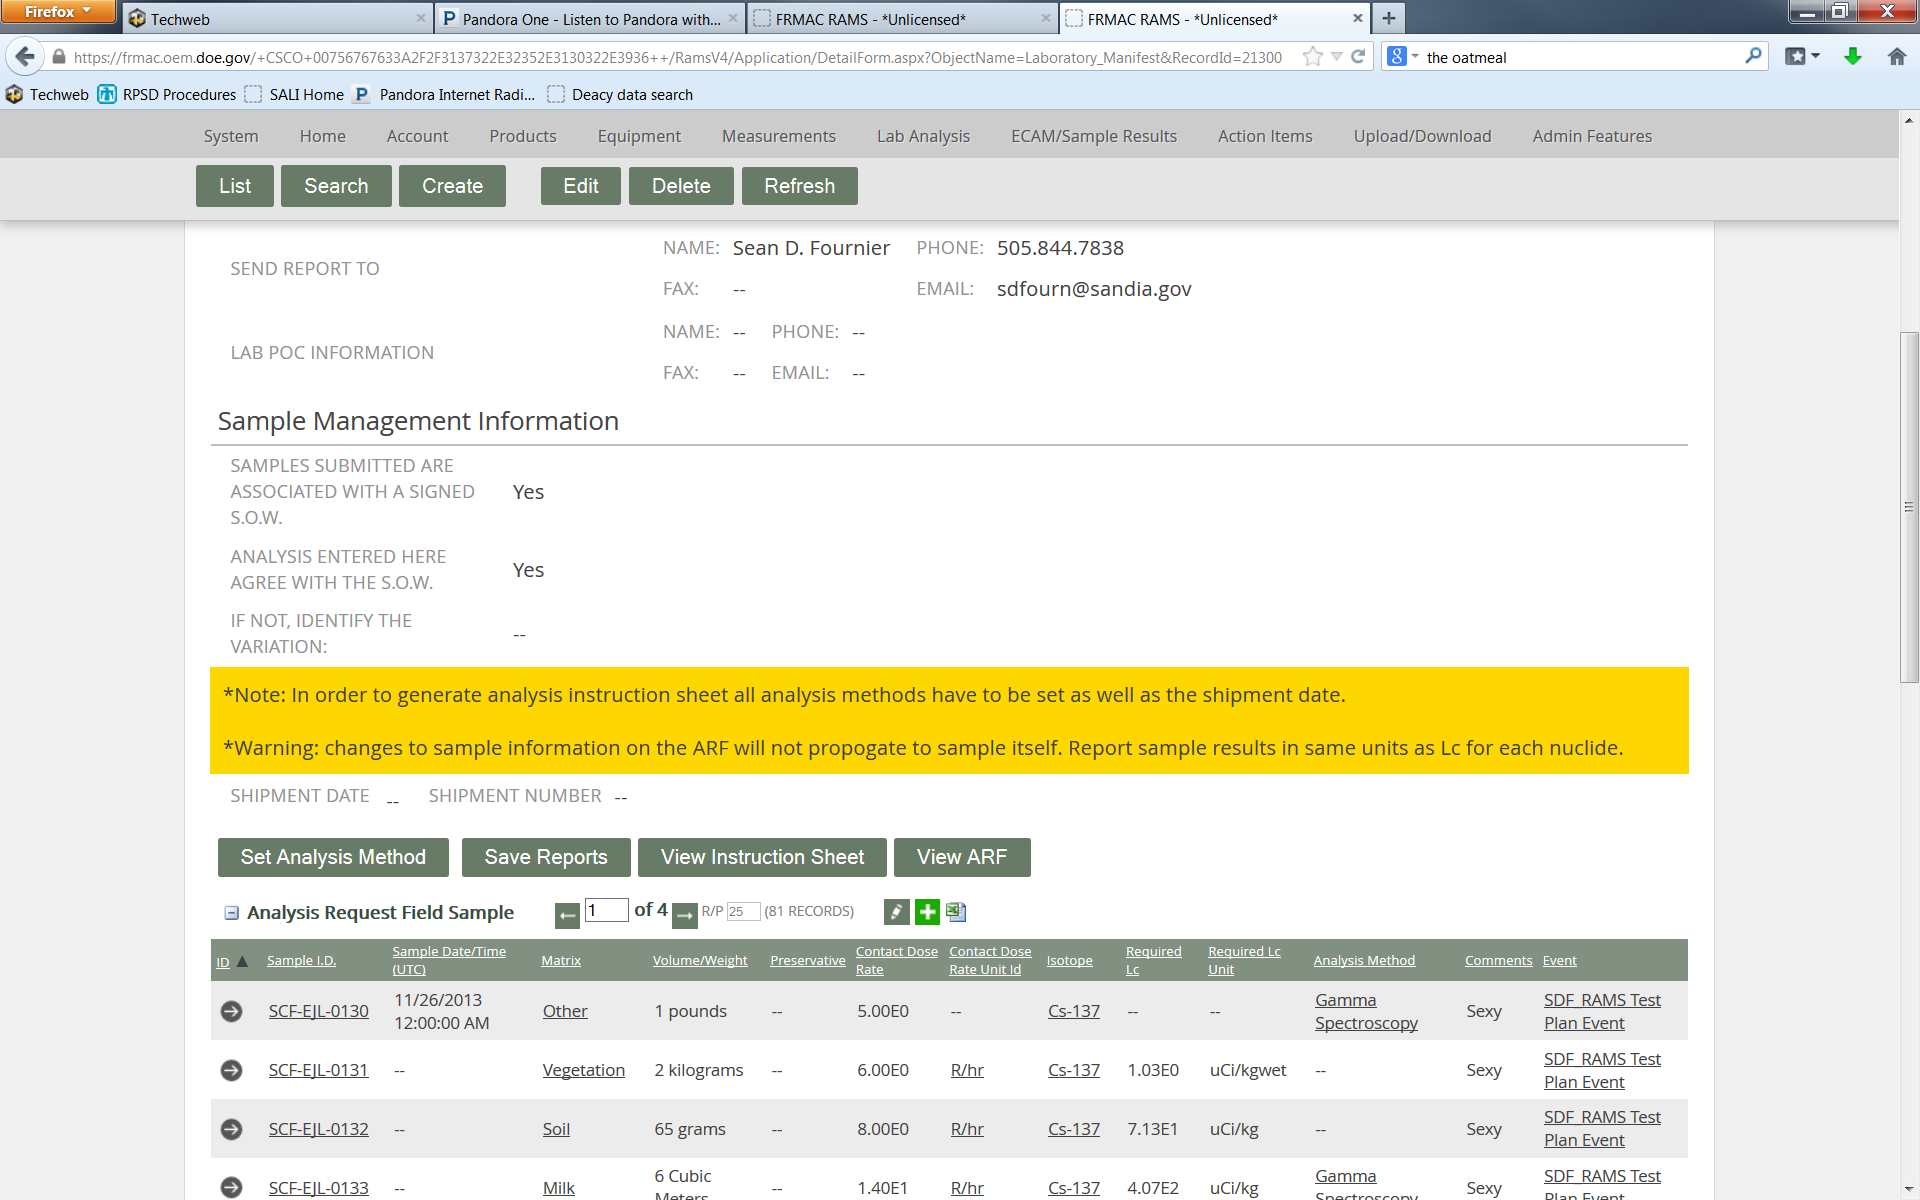 Firefox
Techweb
Pandora One - Listen to Pandora with...
FRMAC RAMS - *Unlicensed*
FRMAC RAMS - *Unlicensed*
https://frmac.oem.doe.gov/+CSCO+00756767633A2F2F3137322E32352E3130322E3936++/RamsV4/Application/DetailForm.aspx?ObjectName=Laboratory_Manifest&RecordId=21300
the oatmeal
Techweb RPSD Procedures SALI Home Pandora Internet Radi... Deacy data search
System Home Account Products Equipment Measurements Lab Analysis ECAM/Sample Results Action Items Upload/Download Admin Features
List Search Create Edit Delete Refresh
SEND REPORT TO
NAME: Sean D. Fournier PHONE: 505.844.7838
FAX: -- EMAIL: sdfourn@sandia.gov
LAB POC INFORMATION
NAME: -- PHONE: --
FAX: -- EMAIL: --
Sample Management Information
SAMPLES SUBMITTED ARE
ASSOCIATED WITH A SIGNED
S.O.W.
Yes
ANALYSIS ENTERED HERE
AGREE WITH THE S.O.W.
Yes
IF NOT, IDENTIFY THE
VARIATION:
--
*Note: In order to generate analysis instruction sheet all analysis methods have to be set as well as the shipment date.
*Warning: changes to sample information on the ARF will not propogate to sample itself. Report sample results in same units as Lc for each nuclide.
SHIPMENT DATE -- SHIPMENT NUMBER --
Set Analysis Method Save Reports View Instruction Sheet View ARF
Analysis Request Field Sample 1 of 4 R/P 25 (81 RECORDS)
ID Sample I.D. Sample Date/Time (UTC) Matrix Volume/Weight Preservative Contact Dose Rate Contact Dose Rate Unit Id Isotope Required Lc Required Lc Unit Analysis Method Comments Event
SCF-EJL-0130 11/26/2013 12:00:00 AM Other 1 pounds -- 5.00E0 -- Cs-137 -- -- Gamma Spectroscopy Sexy SDF_RAMS Test Plan Event
SCF-EJL-0131 -- Vegetation 2 kilograms -- 6.00E0 R/hr Cs-137 1.03E0 uCi/kgwet -- Sexy SDF_RAMS Test Plan Event
SCF-EJL-0132 -- Soil 65 grams -- 8.00E0 R/hr Cs-137 7.13E1 uCi/kg -- Sexy SDF_RAMS Test Plan Event
SCF-EJL-0133 -- Milk 6 Cubic Meters -- 1.40E1 R/hr Cs-137 4.07E2 uCi/kg Gamma Spectroscopy Sexy SDF_RAMS Test Plan Event